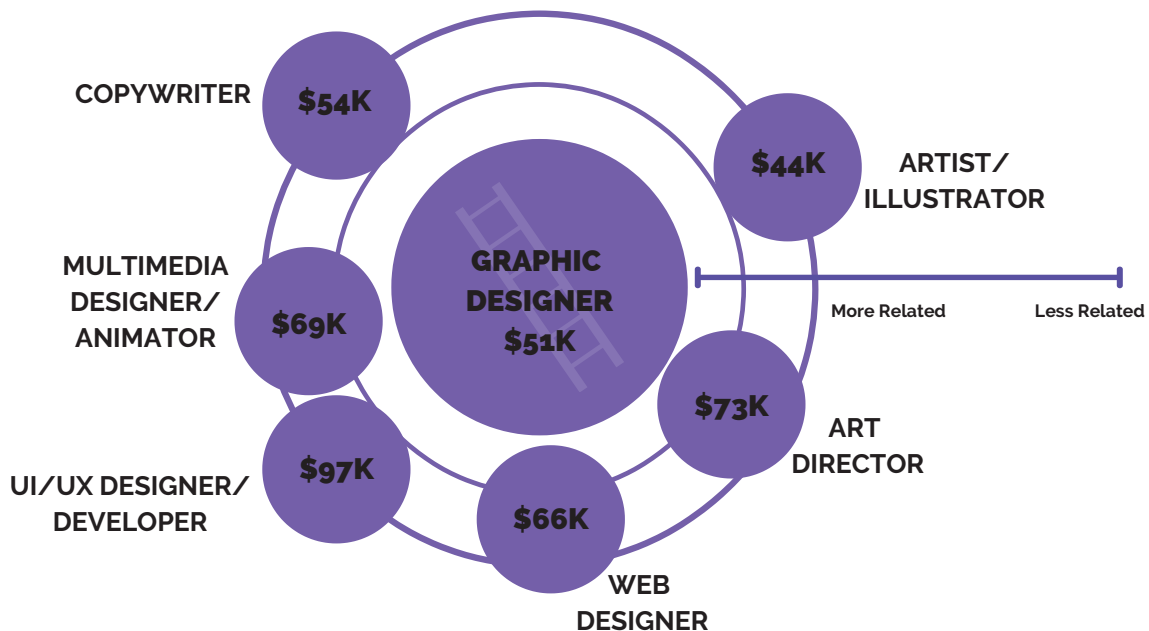 COPYWRITER
$54K
$44K
ARTIST/
ILLUSTRATOR
MULTIMEDIA
DESIGNER/
ANIMATOR
$69K
GRAPHIC
DESIGNER
$51K
More Related
Less Related
$73K
ART
DIRECTOR
UI/UX DESIGNER/
DEVELOPER
$97K
$66K
WEB
DESIGNER